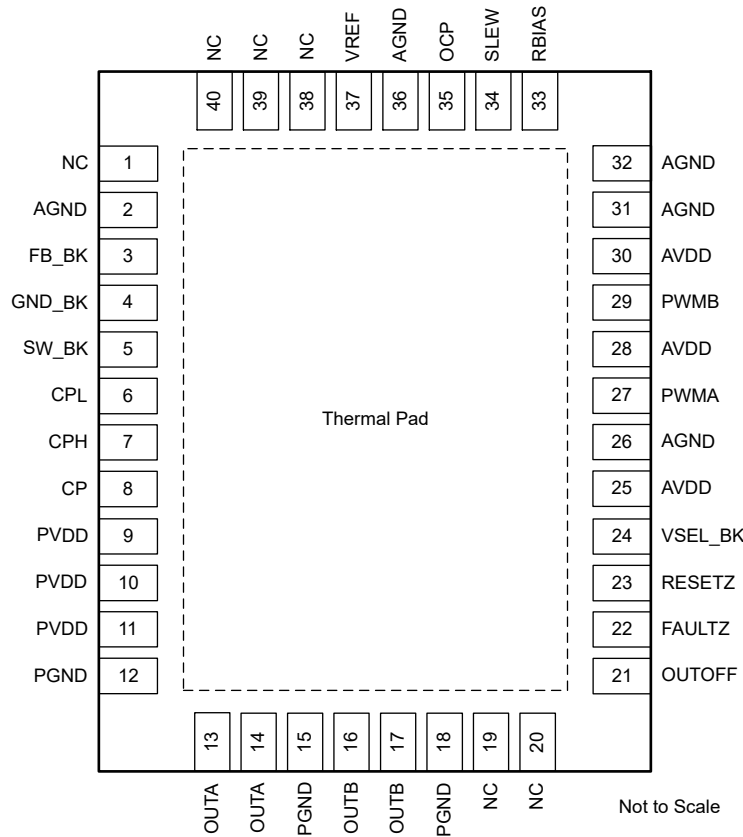 NC
NC
NC
VREF
AGND
OCP
SLEW
RBIAS
40
39
38
37
36
35
34
33
NC 1
AGND 2
FB_BK 3
GND_BK 4
SW_BK 5
CPL 6
CPH 7
CP 8
PVDD 9
PVDD 10
PVDD 11
PGND 12
Thermal Pad
32 AGND
31 AGND
30 AVDD
29 PWMB
28 AVDD
27 PWMA
26 AGND
25 AVDD
24 VSEL_BK
23 RESETZ
22 FAULTZ
21 OUTOFF
13
14
15
16
17
18
19
20
OUTA
OUTA
PGND
OUTB
OUTB
PGND
NC
NC
Not to Scale